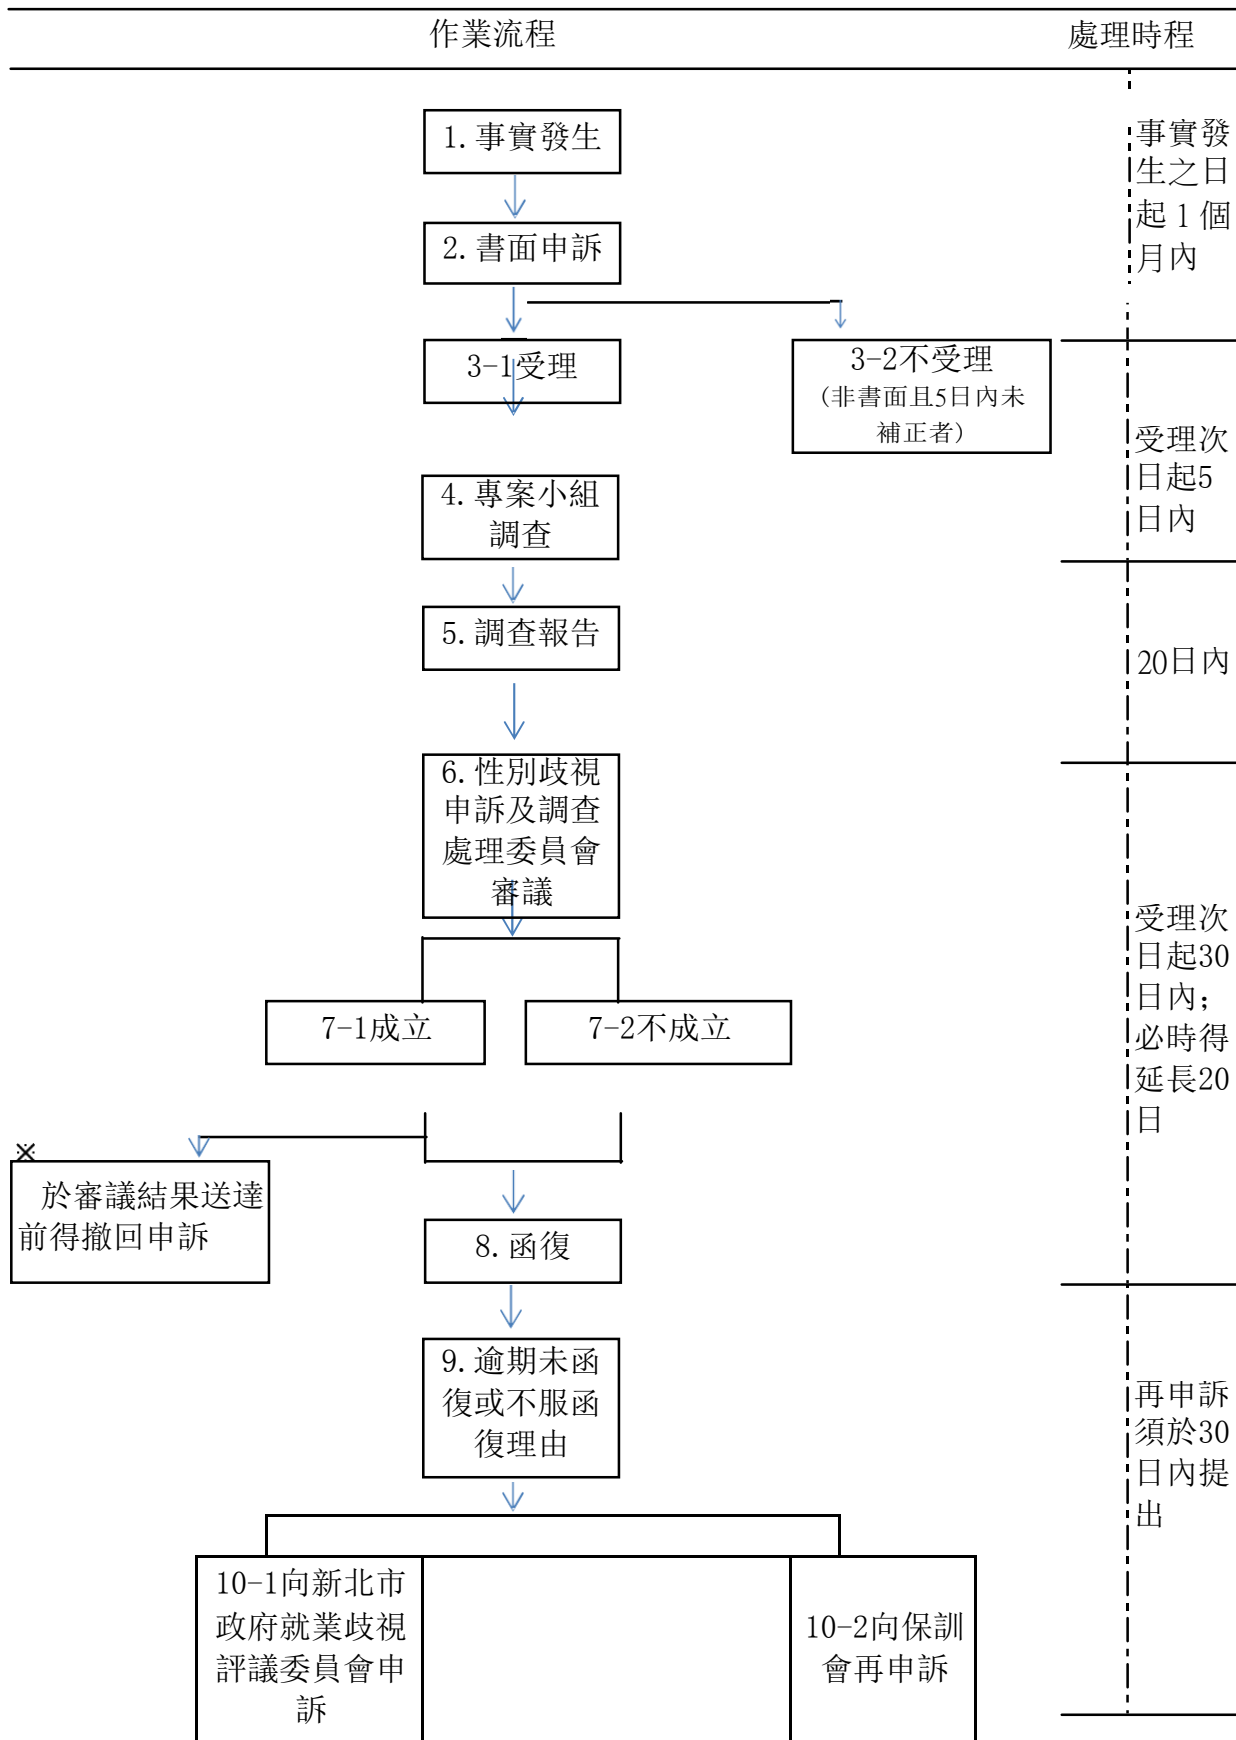 作業流程
處理時程
1.事實發生
事實發
生之日
起 1 個
月內
2.書面申訴
3-1受理
3-2不受理
(非書面且5日內未
補正者)
受理次
日起5
日內
4.專案小組
調查
5.調查報告
20日內
6.性別歧視
申訴及調查
處理委員會
審議
受理次
日起30
日內;
必時得
延長20
日
7-1成立
7-2不成立
※
於審議結果送達
前得撤回申訴
8.函復
9.逾期未函
復或不服函
復理由
再申訴
須於30
日內提
出
10-1向新北市
政府就業歧視
評議委員會申
訴
10-2向保訓
會再申訴